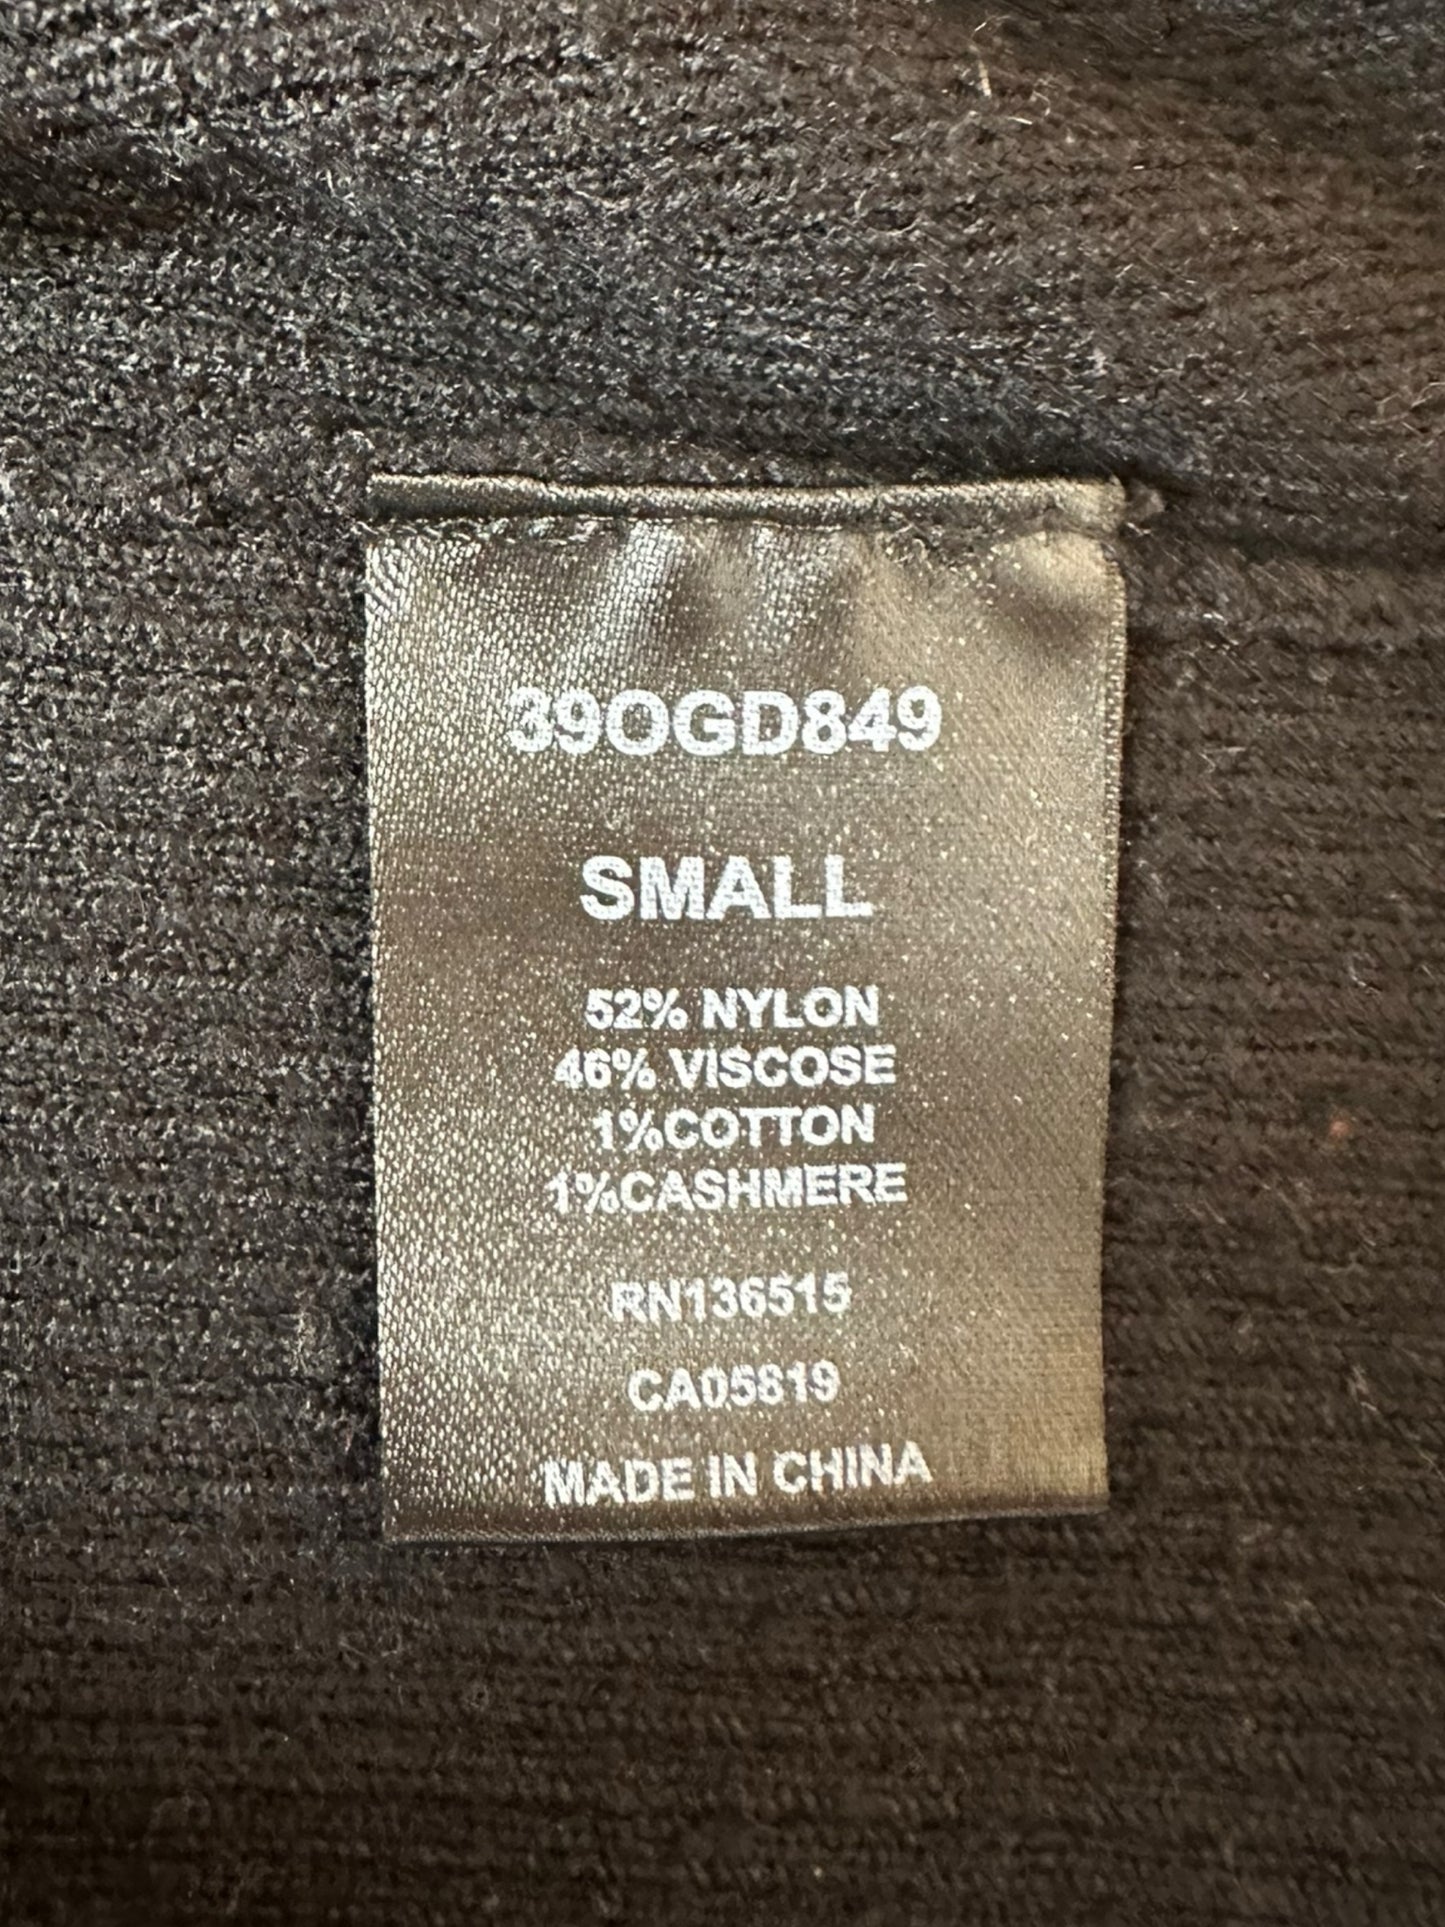 39OGD849
SMALL
52% NYLON
46% VISCOSE
1%COTTON
1%CASHMERE
RN136515
CA05819
MADE IN CHINA